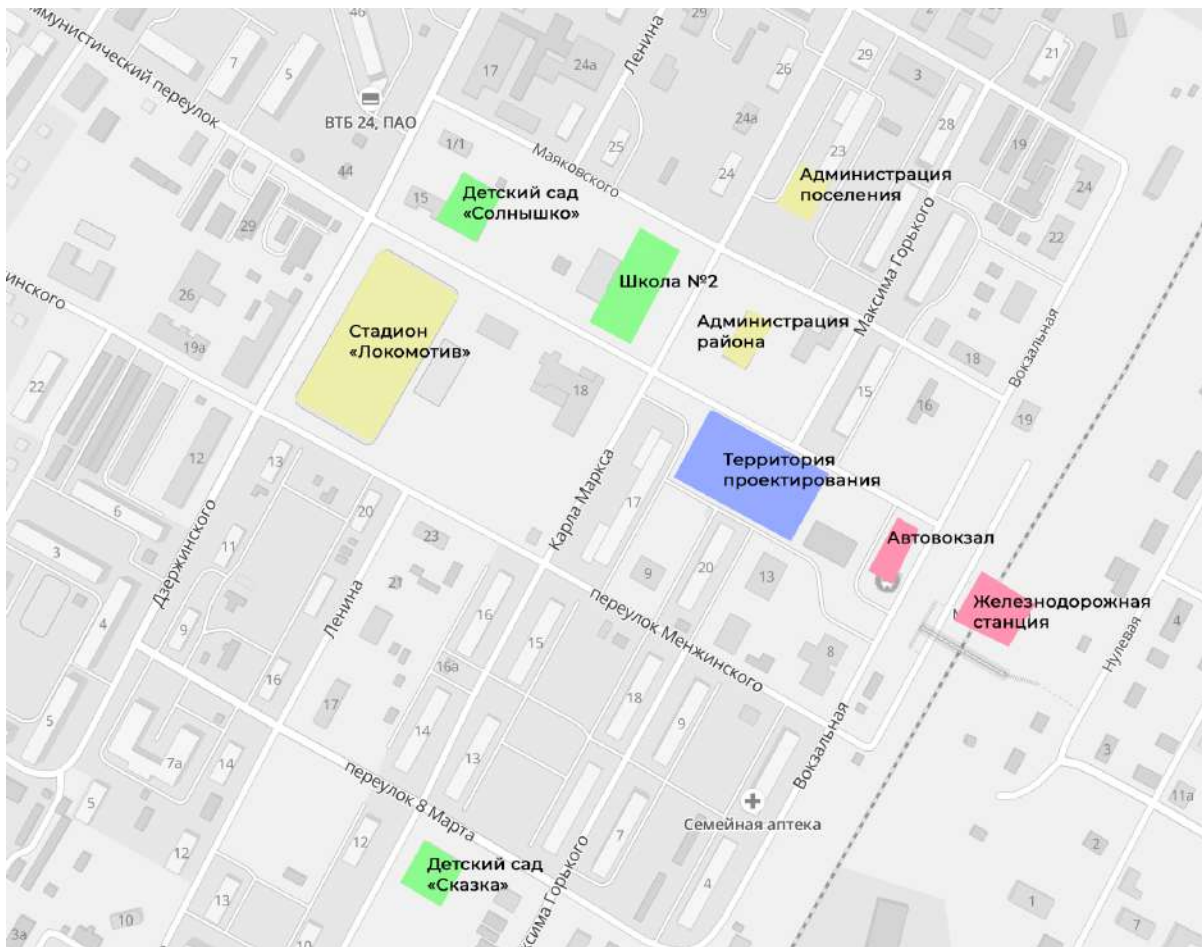 ммунистический переулок
7
5
46
ВТБ 24, ПАО
17
24а
Ленина
29
26
29
3
2
21
24а
28
19
1/1
Маяковского
25
24
23
24
44
Администрация
поселения
Детский сад
«Солнышко»
15
29
22
инского
26
Школа №2
Максима Горького
Вокзальная
Администрация
района
Стадион
«Локомотив»
19а
18
22
18
15
16
19
13
12
Территория
проектирования
17
Карла Маркса
6
20
3
11
23
Автовокзал
Дзержинского
21
9
20
13
Железнодорожная
станция
4
Ленина
16
переулок Менжинского
4
9
15
8
Нулевая
16
16а
5
17
18
14
9
3
7а
14
13
Вокзальная
11а
5
переулок 8 Марта
Семейная аптека
12
12
7
2
Детский сад
«Сказка»
4
13
1
10
7
3а
ксима Горького
10